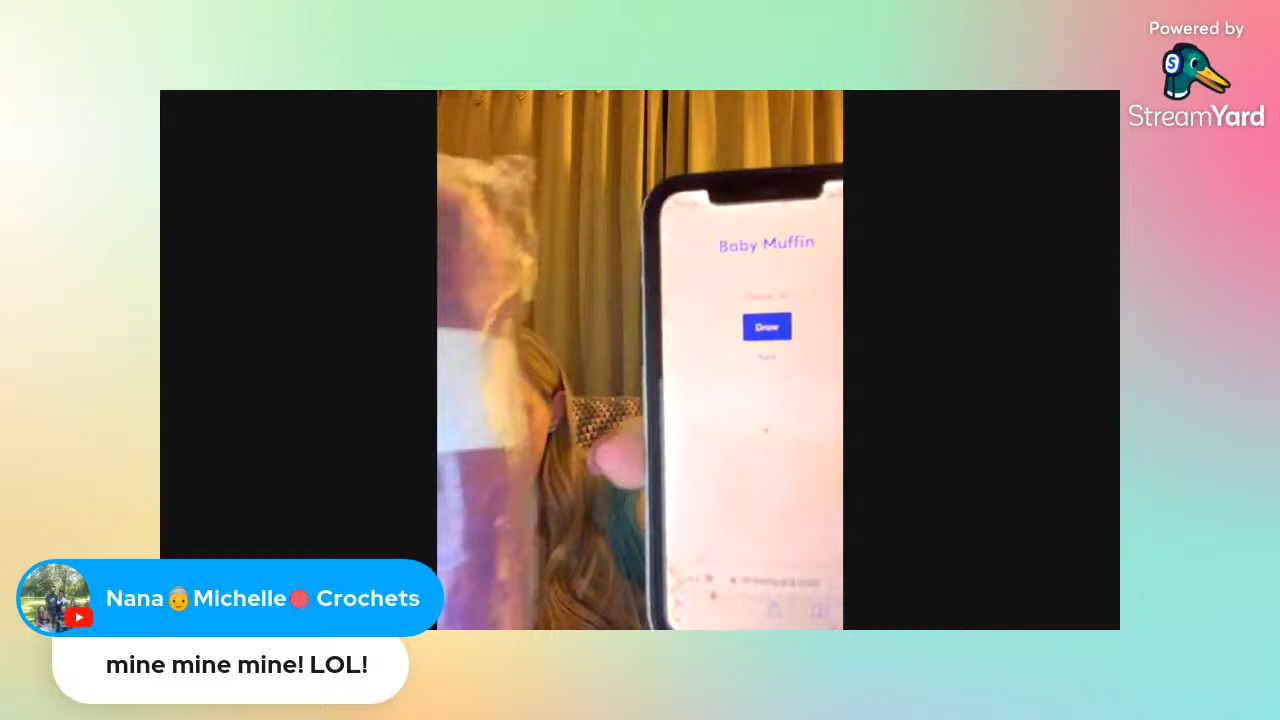 Powered by
S
StreamYard
Baby Muffin
Draw
Nana👵Michelle🧶 Crochets
mine mine mine! LOL!